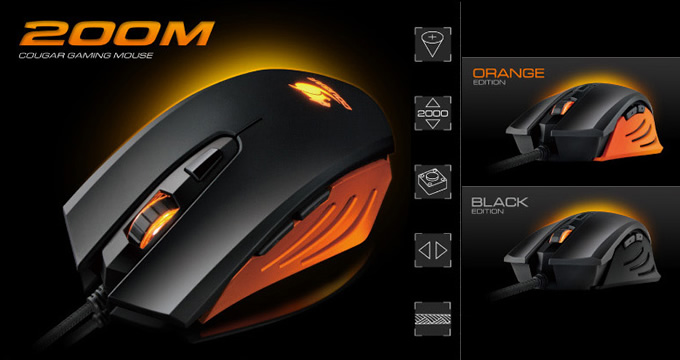 200M
COUGAR GAMING MOUSE
2000
ORANGE
EDITION
BLACK
EDITION